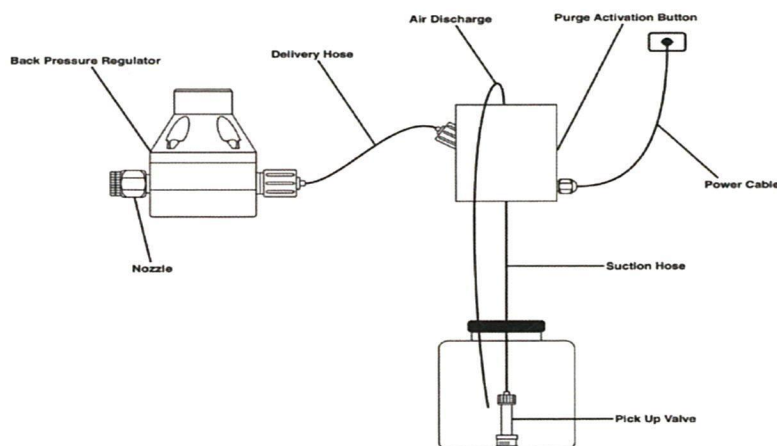 Air Discharge
Purge Activation Button
Delivery Hose
Back Pressure Regulator
Power Cable
Nozzle
Suction Hose
Pick Up Valve